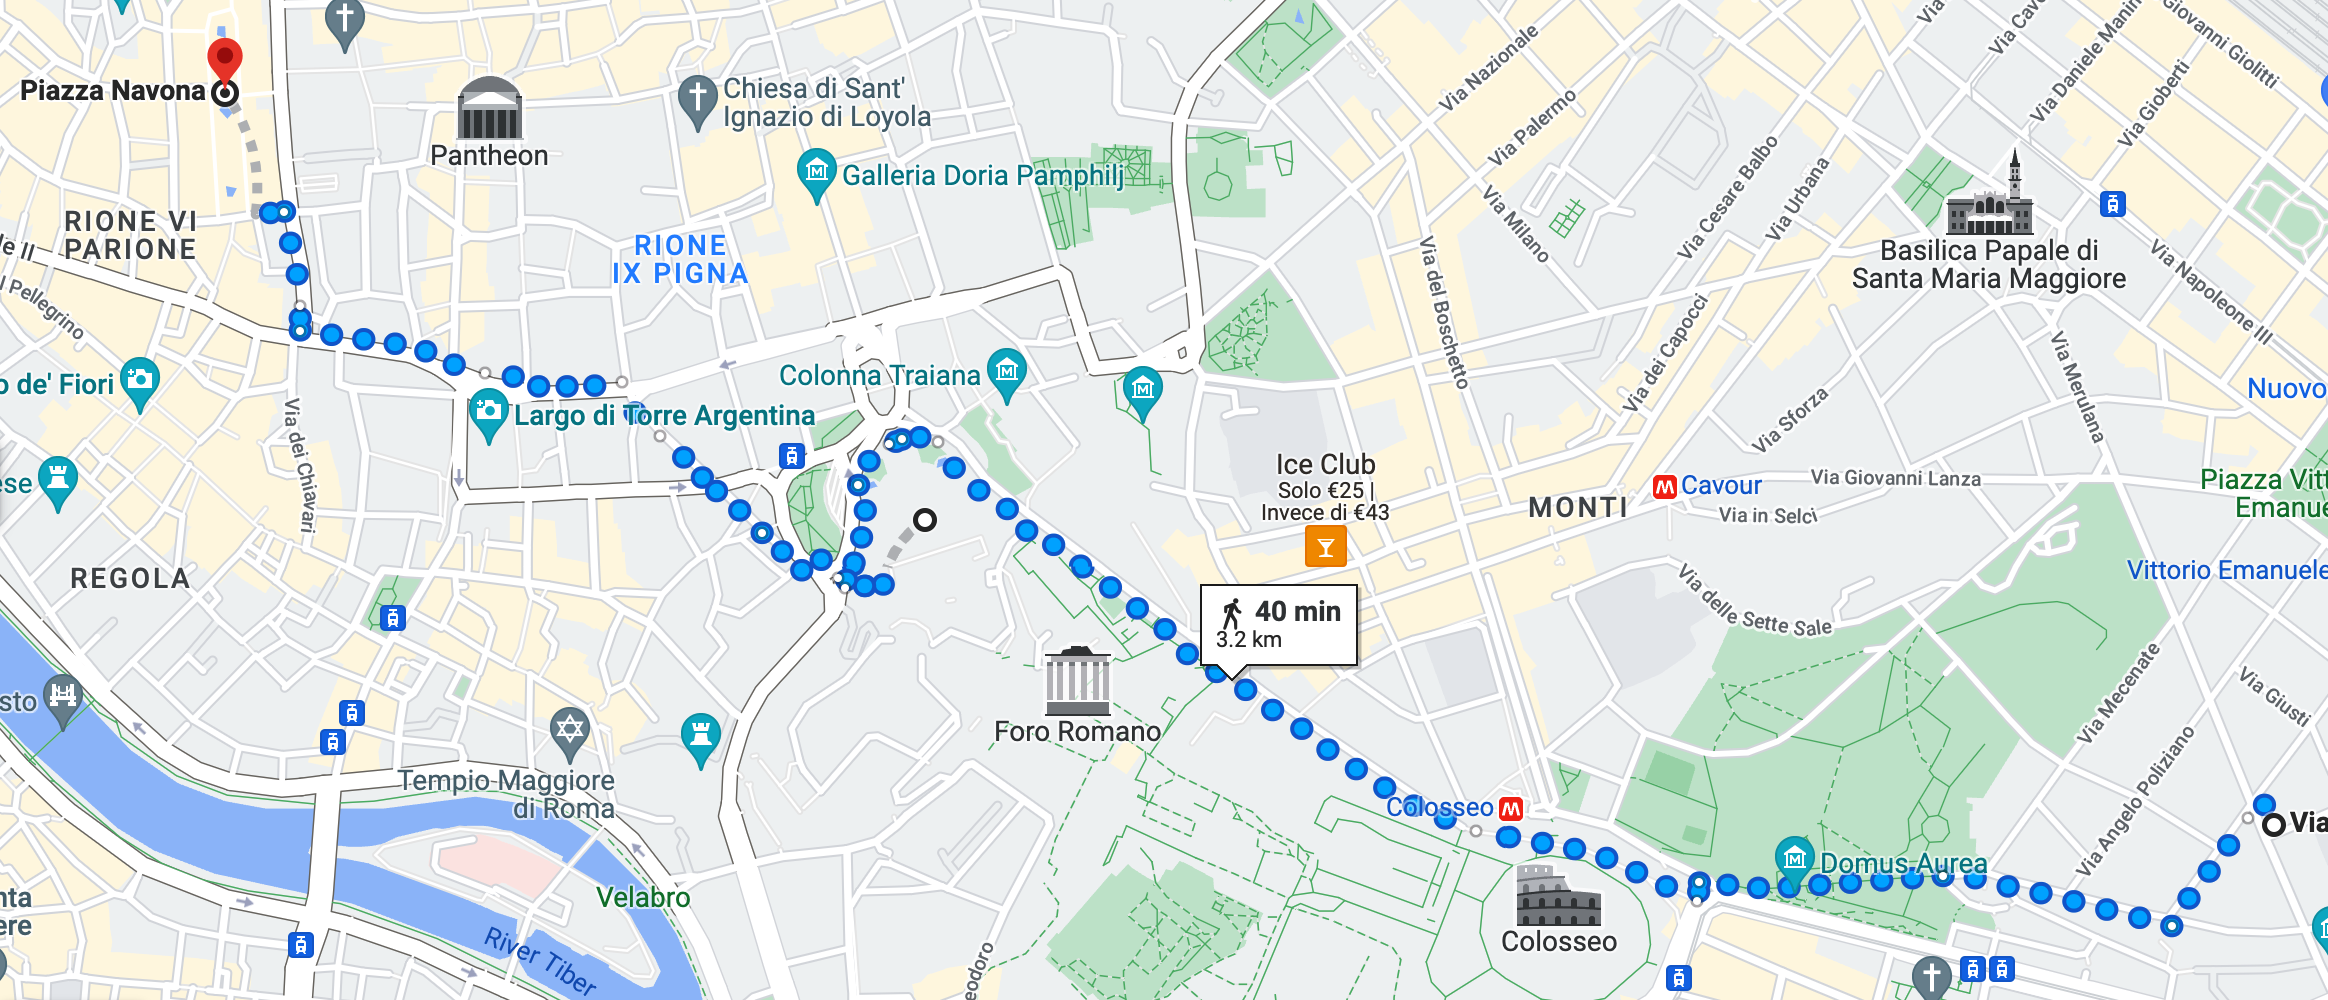 Piazza Navona
Pantheon
Chiesa di Sant'
Ignazio di Loyola
Galleria Doria Pamphilj
RIONE VI
PARIONE
RIONE
IX PIGNA
le II
l Pellegrino
o de' Fiori
Largo di Torre Argentina
Colonna Traiana
Via dei Chiavari
ese
REGOLA
sto
Tempio Maggiore
di Roma
Velabro
River Tiber
nta
ere
Foro Romano
eodoro
Ice Club
Solo €25 |
Invece di €43
40 min
3.2 km
MONTI
Cavour
Via Nazionale
Via Palermo
Via Milano
Via del Boschetto
Via Cesare Balbo
Via Urbana
Via dei Capocci
Via Sforza
Via Giovanni Lanza
Via in Selci
Via delle Sette Sale
Via
Via Cavo
Via Daniele Manin
Giovanni Giolitti
Via Gioberti
Basilica Papale di
Santa Maria Maggiore
Via Napoleone III
Via Merulana
Nuovo
Piazza Vitt
Emanue
Vittorio Emanuele
Via Mecenate
Via Giusti
Via Angelo Poliziano
Via
Colosseo
Domus Aurea
Colosseo